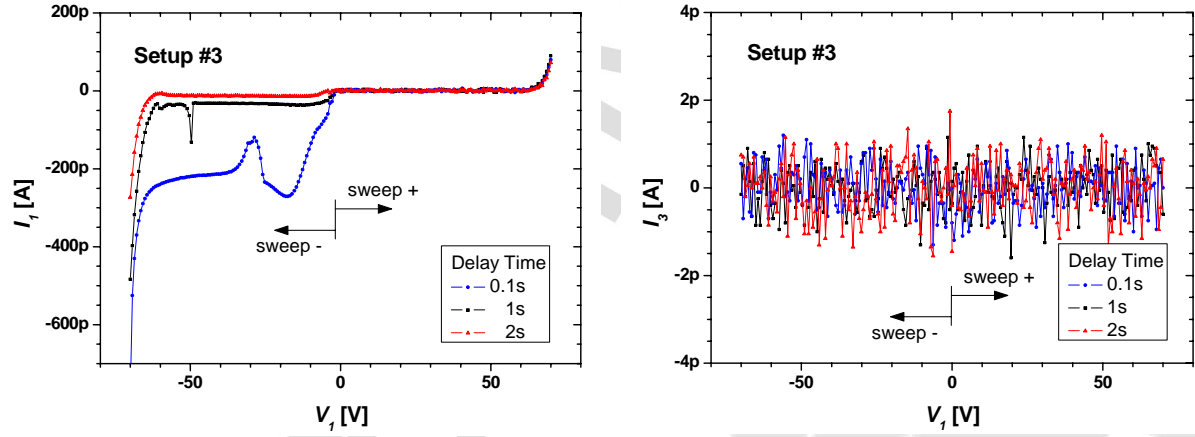 200p
0
-200p
-400p
-600p
I1 [A]
Setup #3
sweep +
sweep -
Delay Time
0.1s
1s
2s
-50
0
50
V1 [V]
4p
2p
0
-2p
-4p
I3 [A]
Setup #3
sweep +
sweep -
Delay Time
0.1s
1s
2s
-50
0
50
V1 [V]